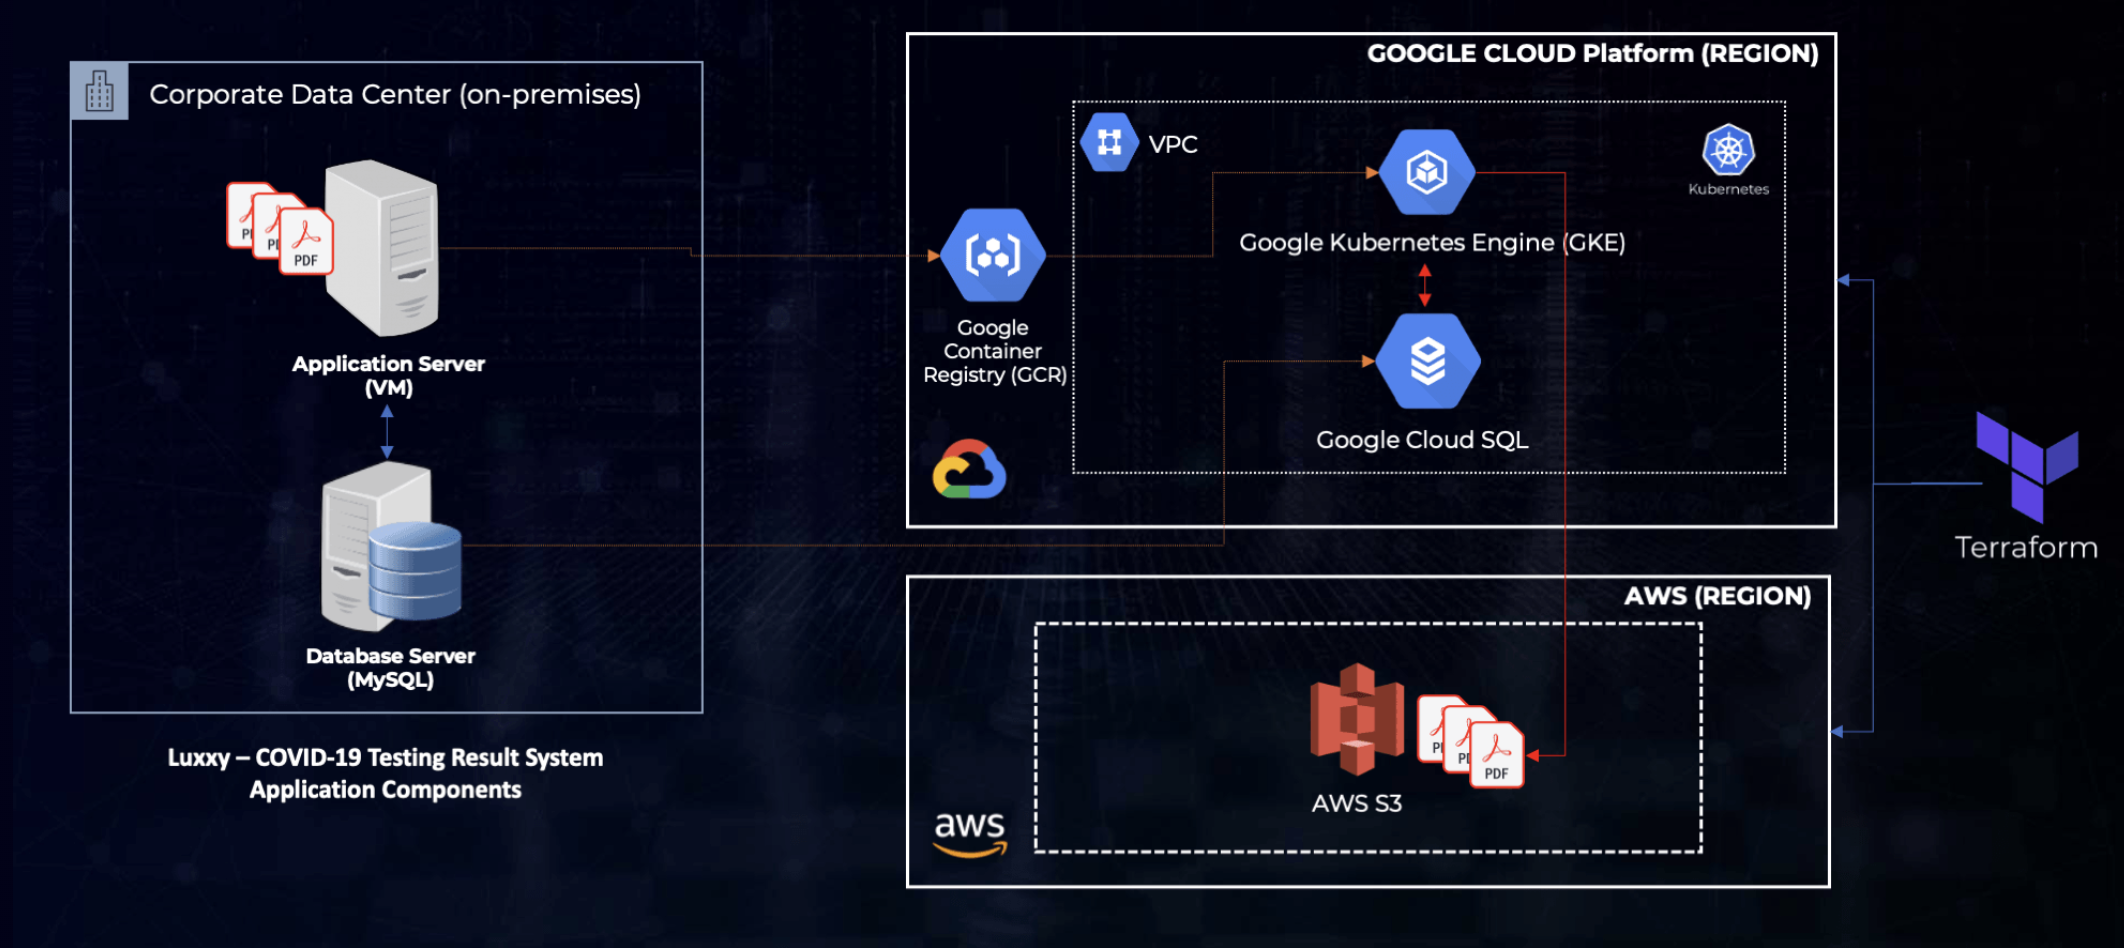 Corporate Data Center (on-premises)
PDF
Application Server
(VM)
Database Server
(MySQL)
Luxxy – COVID-19 Testing Result System
Application Components
GOOGLE CLOUD Platform (REGION)
VPC
Kubernetes
Google Kubernetes Engine (GKE)
Google
Container
Registry (GCR)
Google Cloud SQL
AWS (REGION)
PDF
AWS S3
aws
Terraform